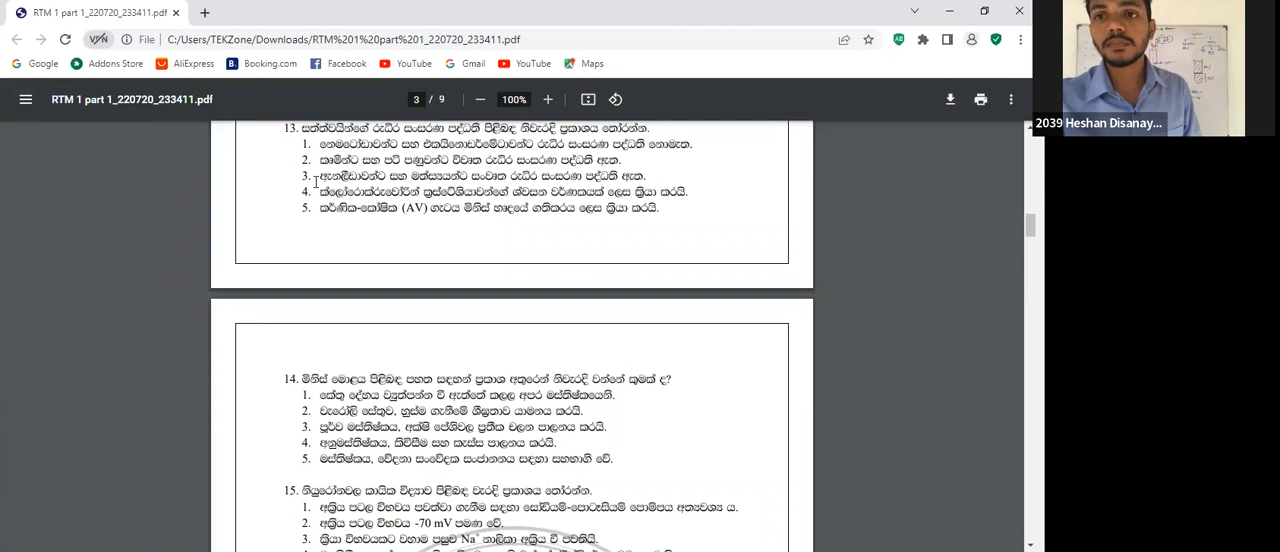 RTM 1 part 1_220720_233411.pdf
VPN File C:/Users/TEKZone/Downloads/RTM%201%20part%201_220720_233411.pdf
Google Addons Store AliExpress Booking.com Facebook YouTube Gmail YouTube Maps
RTM 1 part 1_220720_233411.pdf 3 / 9 100%
2039 Heshan Disanay...
13. සත්ත්වයින්ගේ රුධිර සංසරණ පද්ධති පිළිබඳ නිවැරදි ප්‍රකාශය තෝරන්න.
1. නෙමටෝඩාවන්ට සහ එකයිනොඩර්මේටාවන්ට රුධිර සංසරණ පද්ධති නොමැත.
2. කෘමීන්ට සහ පටි පණුවන්ට විවෘත රුධිර සංසරණ පද්ධති ඇත.
3. ඇනලීඩාවන්ට සහ මත්ස්‍යයන්ට සංවෘත රුධිර සංසරණ පද්ධති ඇත.
4. ක්ලෝරොක්රුවෝරින් ක්‍රස්ටේශියාවන්ගේ ශ්වසන වර්ණකයක් ලෙස ක්‍රියා කරයි.
5. කර්ණික-කෝෂික (AV) ගැටය මිනිස් හෘදයේ ගතිකරය ලෙස ක්‍රියා කරයි.
14. මිනිස් මොළය පිළිබඳ පහත සඳහන් ප්‍රකාශ අතුරෙන් නිවැරදි වන්නේ කුමක් ද?
1. කේතු දේහය ව්‍යුත්පන්න වී ඇත්තේ කලල අපර මස්තිෂ්කයෙනි.
2. වැරෝලි සේතුව, හුස්ම ගැනීමේ ශීඝ්‍රතාව යාමනය කරයි.
3. පූර්ව මස්තිෂ්කය, අක්ෂි පේශිවල ප්‍රතීක චලන පාලනය කරයි.
4. අනුමස්තිෂ්කය, කිවිසීම සහ කැස්ස පාලනය කරයි.
5. මස්තිෂ්කය, වේදනා සංවේදක සංජානනය සඳහා සහභාගි වේ.
15. නියුරෝනවල කායික විද්‍යාව පිළිබඳ වැරදි ප්‍රකාශය තෝරන්න.
1. අක්‍රිය පටල විභවය පවත්වා ගැනීම සඳහා සෝඩියම්-පොටෑසියම් පොම්පය අත්‍යවශ්‍ය ය.
2. අක්‍රිය පටල විභවය -70 mV පමණ වේ.
3. ක්‍රියා විභවයකට වහාම පසුව Na⁺ නාලිකා අක්‍රිය වී පවතියි.